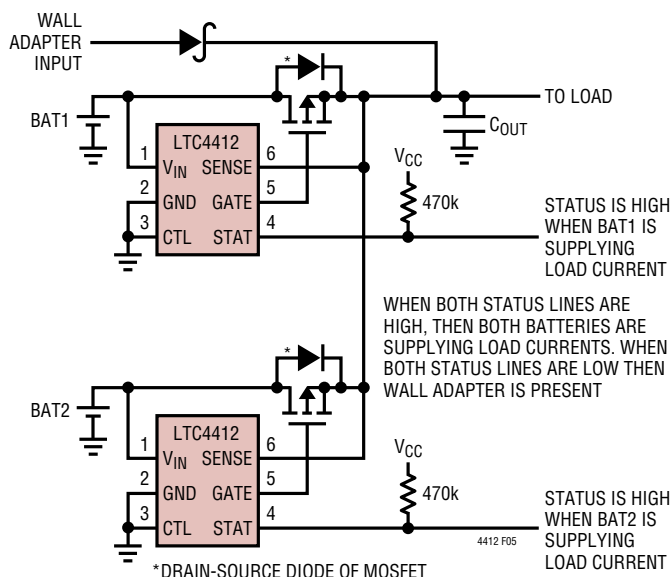 WALL
ADAPTER
INPUT
*
TO LOAD
BAT1
COUT
LTC4412
1
VIN
SENSE
6
2
GND
GATE
5
3
CTL
STAT
4
VCC
470k
STATUS IS HIGH
WHEN BAT1 IS
SUPPLYING
LOAD CURRENT
WHEN BOTH STATUS LINES ARE
HIGH, THEN BOTH BATTERIES ARE
SUPPLYING LOAD CURRENTS. WHEN
BOTH STATUS LINES ARE LOW THEN
WALL ADAPTER IS PRESENT
*
BAT2
LTC4412
1
VIN
SENSE
6
2
GND
GATE
5
3
CTL
STAT
4
VCC
470k
4412 F05
STATUS IS HIGH
WHEN BAT2 IS
SUPPLYING
LOAD CURRENT
*DRAIN-SOURCE DIODE OF MOSFET